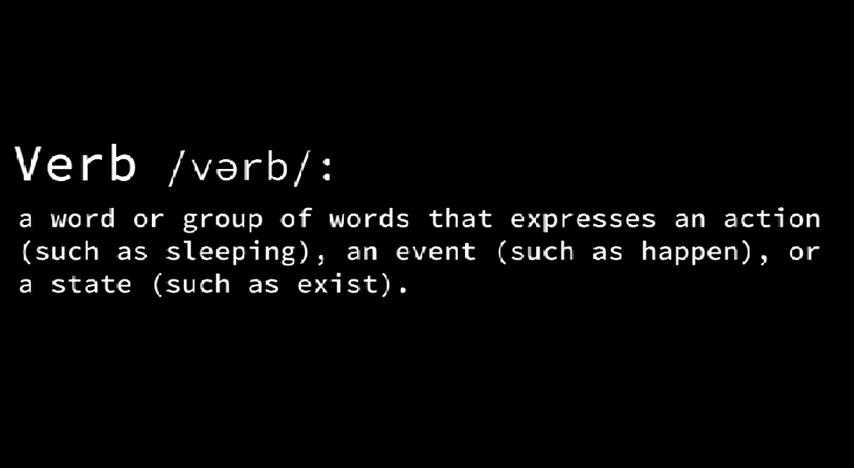 Verb /vərb/:
a word or group of words that expresses an action
(such as sleeping), an event (such as happen), or
a state (such as exist).